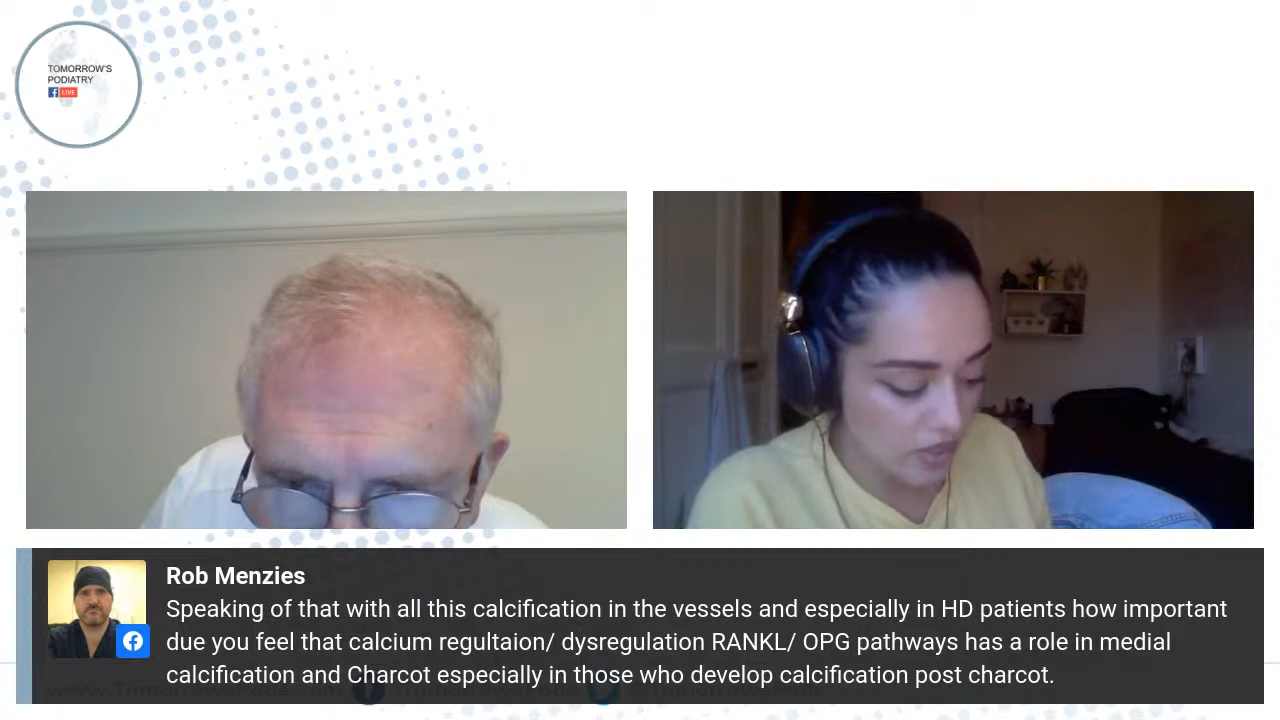 TOMORROW'S
PODIATRY
LIVE
Rob Menzies
Speaking of that with all this calcification in the vessels and especially in HD patients how important
due you feel that calcium regultaion/ dysregulation RANKL/ OPG pathways has a role in medial
calcification and Charcot especially in those who develop calcification post charcot.